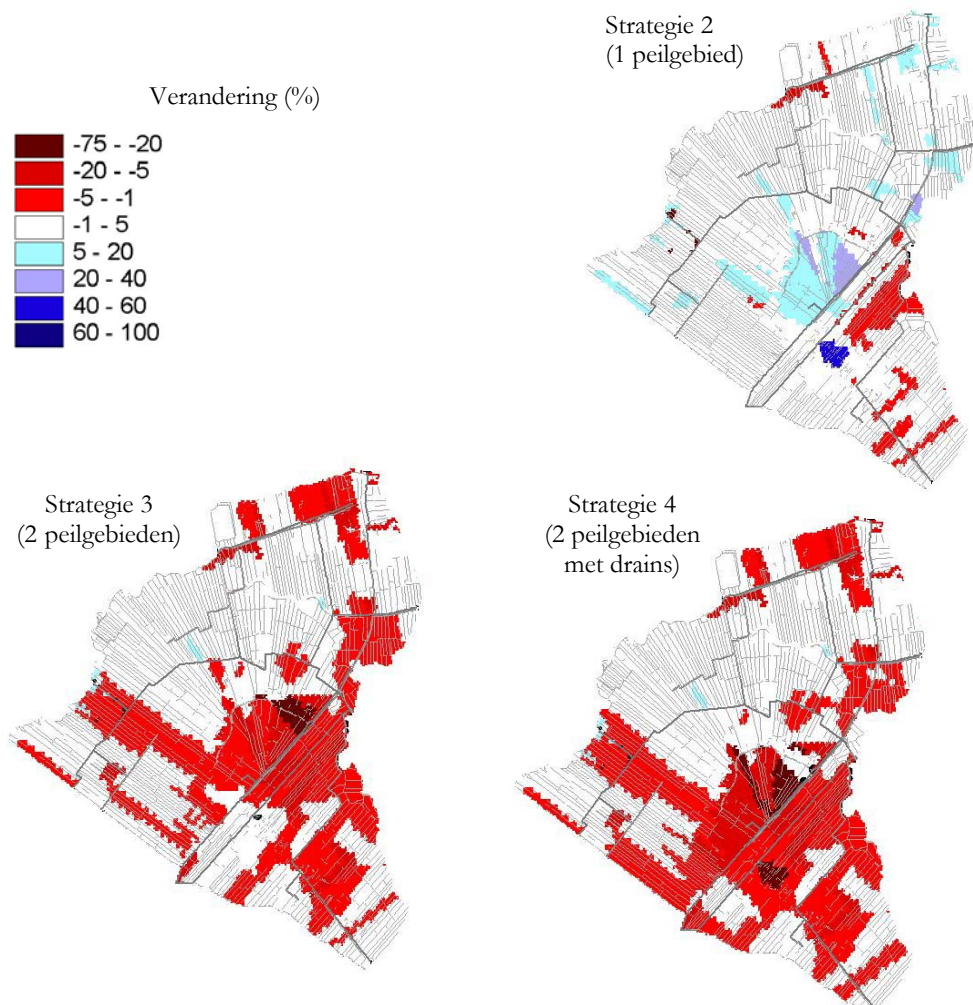 Strategie 2
(1 peilgebied)
Verandering (%)
-75 - -20
-20 - -5
-5 - -1
-1 - 5
5 - 20
20 - 40
40 - 60
60 - 100
Strategie 3
(2 peilgebieden)
Strategie 4
(2 peilgebieden
met drains)